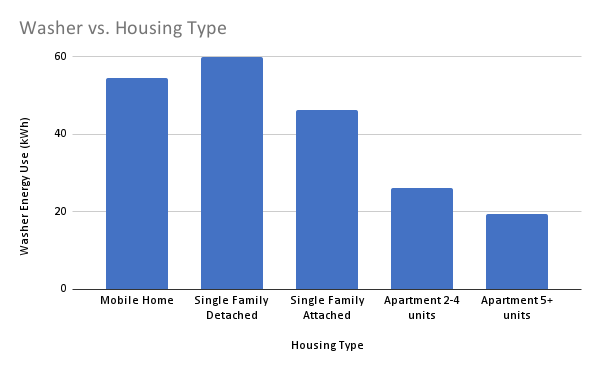 Washer vs. Housing Type
Washer Energy Use (kWh)
60
40
20
0
Mobile Home
Single Family
Detached
Single Family
Attached
Apartment 2-4
units
Apartment 5+
units
Housing Type